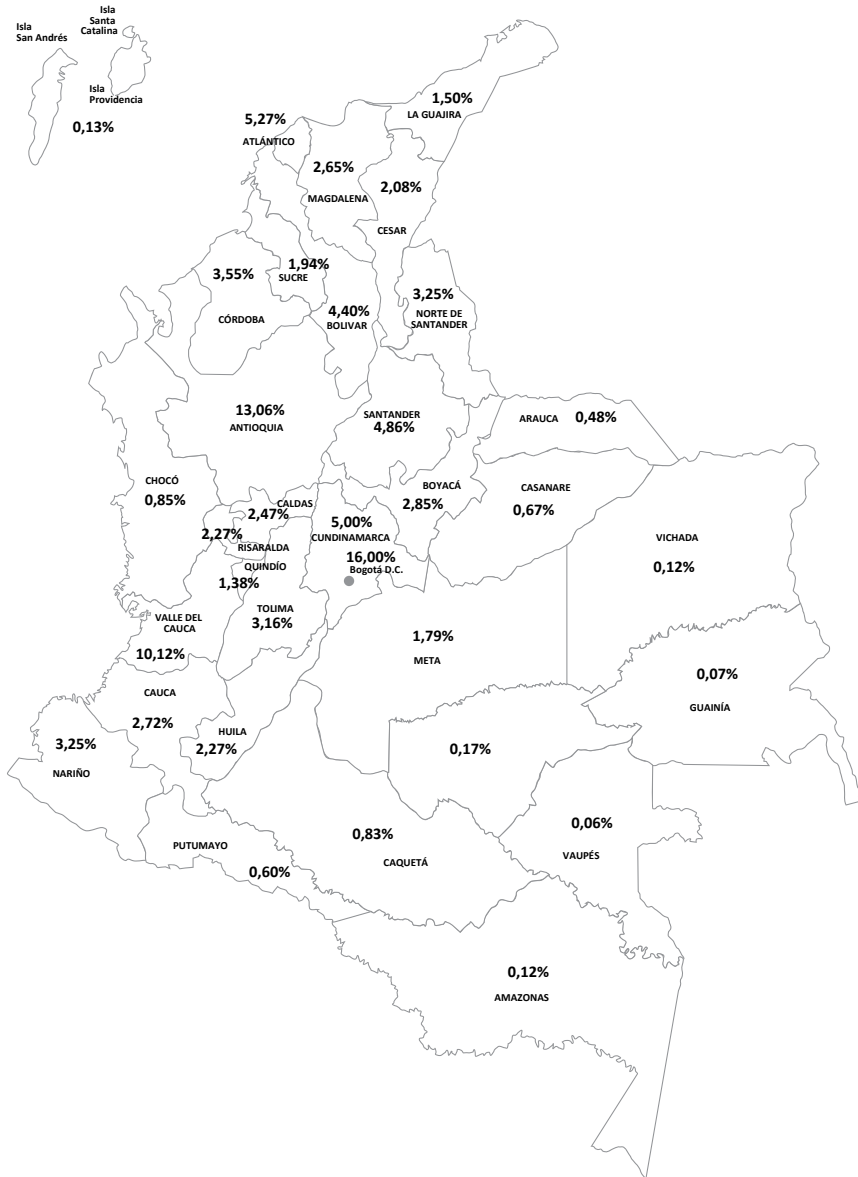 Isla
Santa
Catalina
Isla
San Andrés
Isla
Providencia
0,13%
1,50%
LA GUAJIRA
5,27%
ATLÁNTICO
2,65%
MAGDALENA
2,08%
CESAR
1,94%
SUCRE
3,55%
CÓRDOBA
4,40%
BOLIVAR
3,25%
NORTE DE
SANTANDER
13,06%
ANTIOQUIA
SANTANDER
4,86%
ARAUCA 0,48%
CHOCÓ
0,85%
CALDAS
2,47%
BOYACÁ
2,85%
CASANARE
0,67%
2,27%
RISARALDA
5,00%
CUNDINAMARCA
16,00%
Bogotá D.C.
VICHADA
0,12%
QUINDÍO
1,38%
TOLIMA
3,16%
VALLE DEL
CAUCA
10,12%
1,79%
META
0,07%
GUAINÍA
CAUCA
2,72%
HUILA
2,27%
3,25%
NARIÑO
0,17%
0,06%
VAUPÉS
0,83%
CAQUETÁ
PUTUMAYO
0,60%
0,12%
AMAZONAS